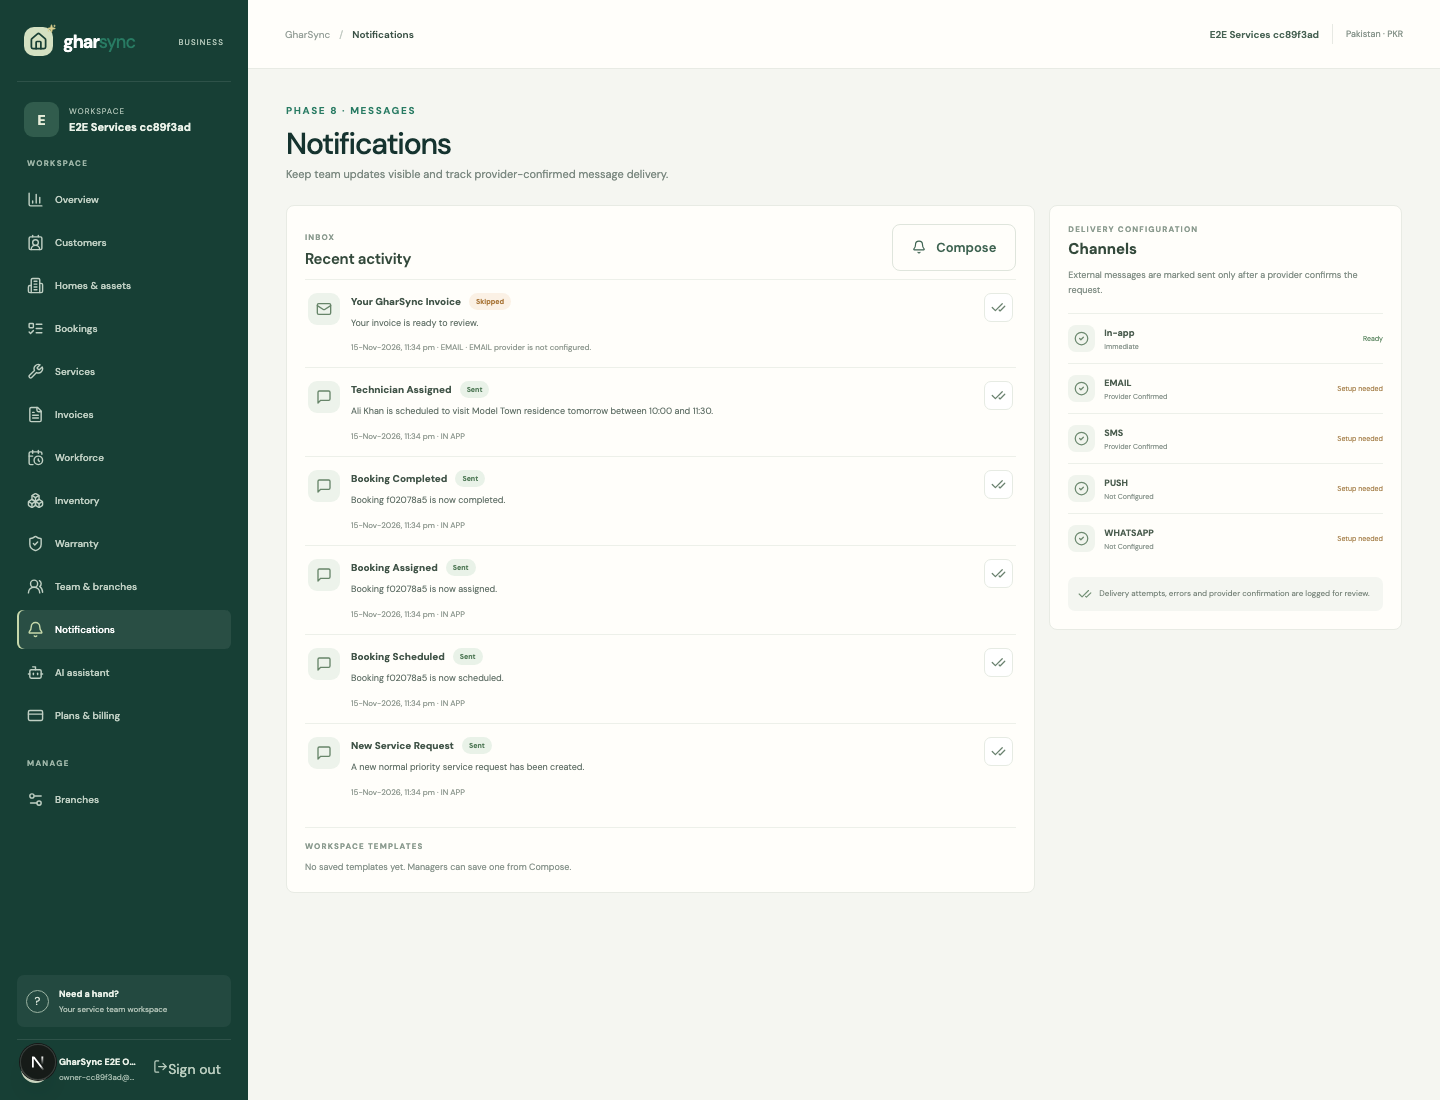 gharsync
BUSINESS
E
WORKSPACE
E2E Services cc89f3ad
WORKSPACE
Overview
Customers
Homes & assets
Bookings
Services
Invoices
Workforce
Inventory
Warranty
Team & branches
Notifications
AI assistant
Plans & billing
MANAGE
Branches
?
Need a hand?
Your service team workspace
N
GharSync E2E O...
owner-cc89f3ad@...
Sign out
GharSync / Notifications
E2E Services cc89f3ad
Pakistan · PKR
PHASE 8 · MESSAGES
Notifications
Keep team updates visible and track provider-confirmed message delivery.
INBOX
Recent activity
Compose
Your GharSync Invoice Skipped
Your invoice is ready to review.
15-Nov-2026, 11:34 pm · EMAIL · EMAIL provider is not configured.
Technician Assigned Sent
Ali Khan is scheduled to visit Model Town residence tomorrow between 10:00 and 11:30.
15-Nov-2026, 11:34 pm · IN APP
Booking Completed Sent
Booking f02078a5 is now completed.
15-Nov-2026, 11:34 pm · IN APP
Booking Assigned Sent
Booking f02078a5 is now assigned.
15-Nov-2026, 11:34 pm · IN APP
Booking Scheduled Sent
Booking f02078a5 is now scheduled.
15-Nov-2026, 11:34 pm · IN APP
New Service Request Sent
A new normal priority service request has been created.
15-Nov-2026, 11:34 pm · IN APP
WORKSPACE TEMPLATES
No saved templates yet. Managers can save one from Compose.
DELIVERY CONFIGURATION
Channels
External messages are marked sent only after a provider confirms the
request.
In-app
Immediate
Ready
EMAIL
Provider Confirmed
Setup needed
SMS
Provider Confirmed
Setup needed
PUSH
Not Configured
Setup needed
WHATSAPP
Not Configured
Setup needed
Delivery attempts, errors and provider confirmation are logged for review.